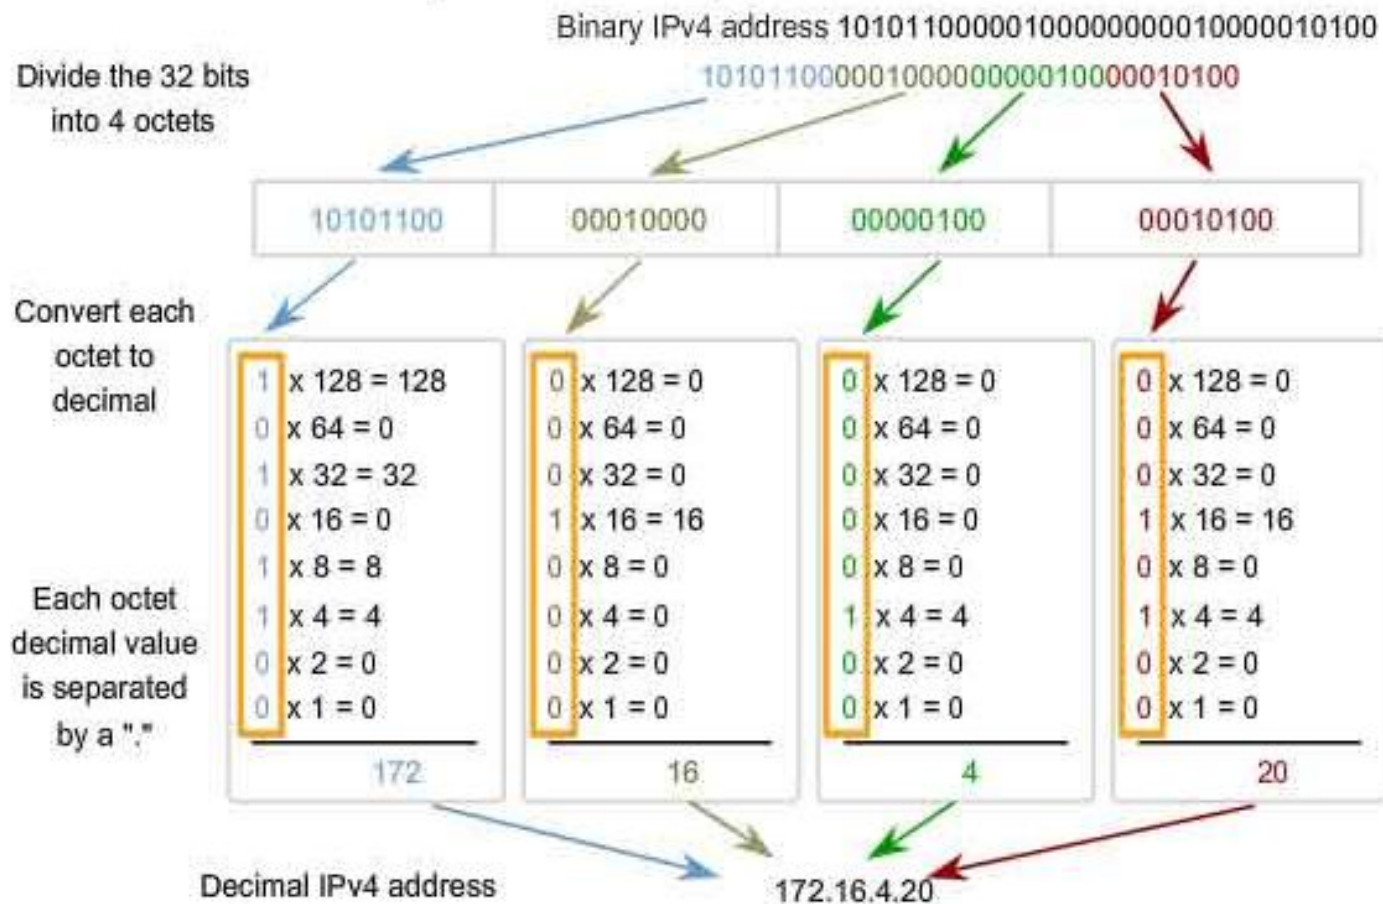 Binary IPv4 address 10101100000100000000010000010100
Divide the 32 bits
into 4 octets
10101100000100000000010000010100
10101100 00010000 00000100 00010100
Convert each
octet to
decimal
1 x 128 = 128
0 x 64 = 0
1 x 32 = 32
0 x 16 = 0
1 x 8 = 8
1 x 4 = 4
0 x 2 = 0
0 x 1 = 0
172
0 x 128 = 0
0 x 64 = 0
0 x 32 = 0
1 x 16 = 16
0 x 8 = 0
0 x 4 = 0
0 x 2 = 0
0 x 1 = 0
16
0 x 128 = 0
0 x 64 = 0
0 x 32 = 0
0 x 16 = 0
0 x 8 = 0
1 x 4 = 4
0 x 2 = 0
0 x 1 = 0
4
0 x 128 = 0
0 x 64 = 0
0 x 32 = 0
1 x 16 = 16
0 x 8 = 0
1 x 4 = 4
0 x 2 = 0
0 x 1 = 0
20
Each octet
decimal value
is separated
by a "."
Decimal IPv4 address
172.16.4.20